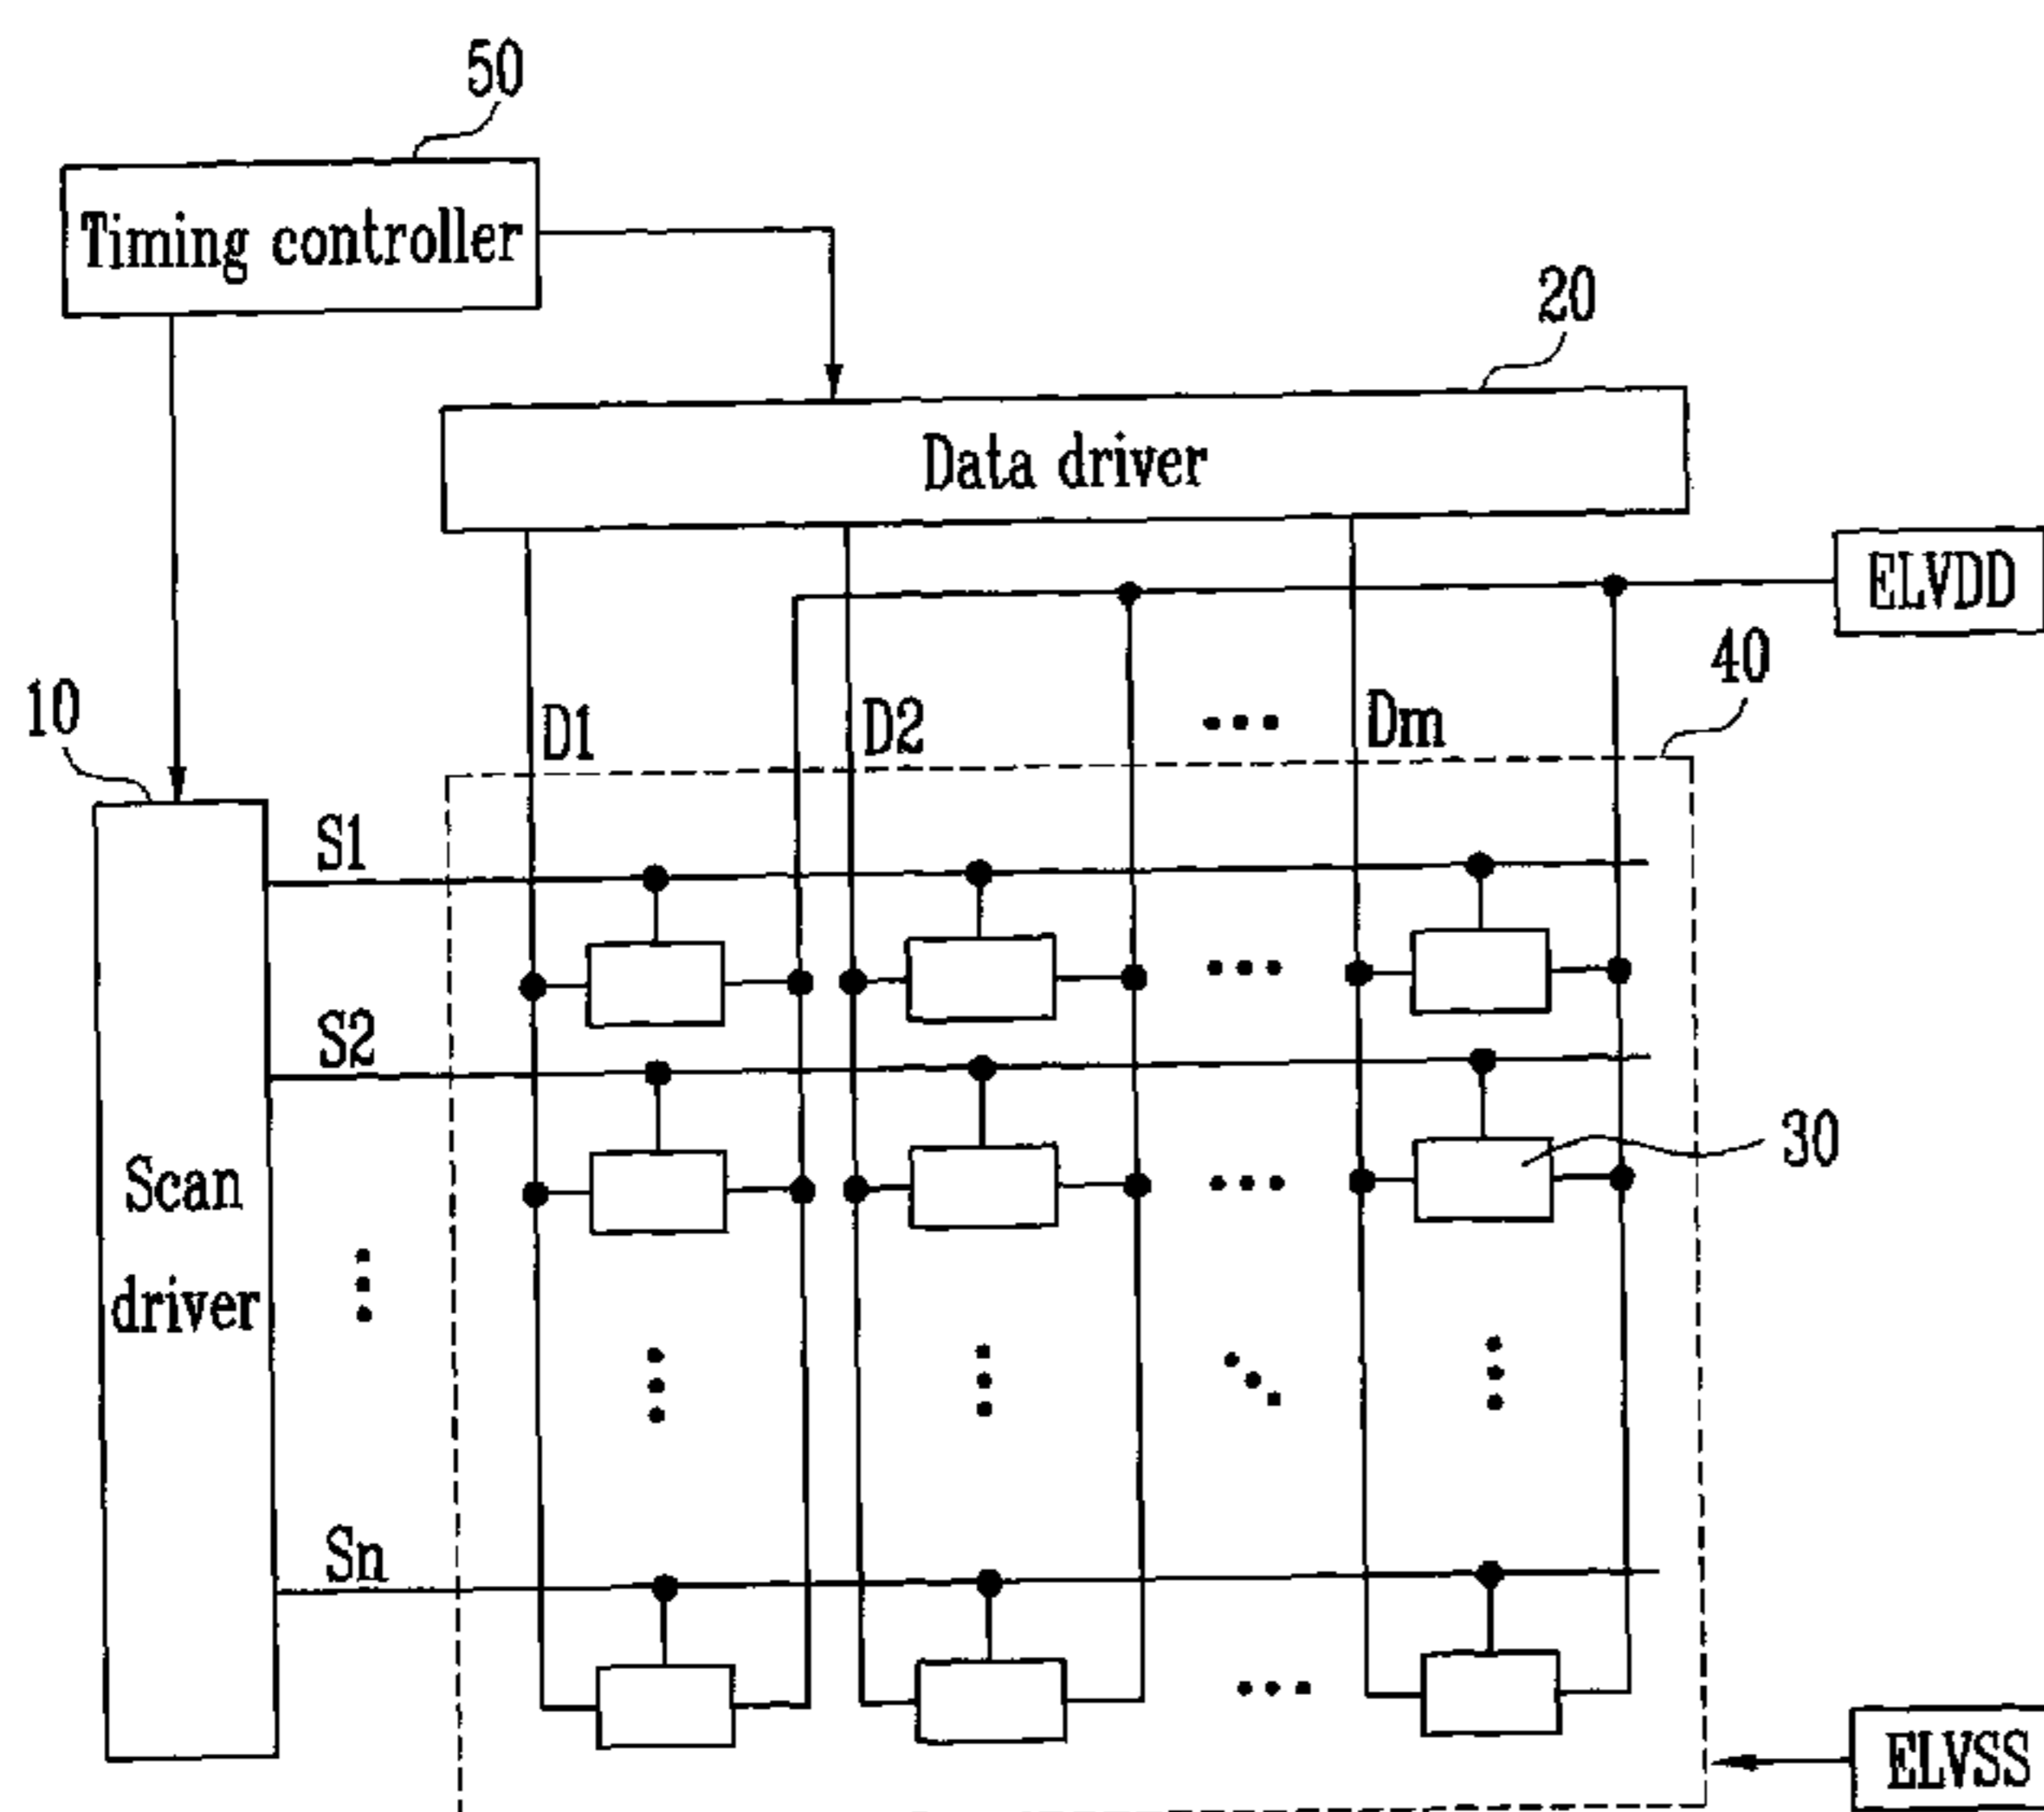 50
Timing controller
20
Data driver
ELVDD
40
10
D1
D2
Dm
S1
S2
30
Scan
driver
Sn
ELVSS